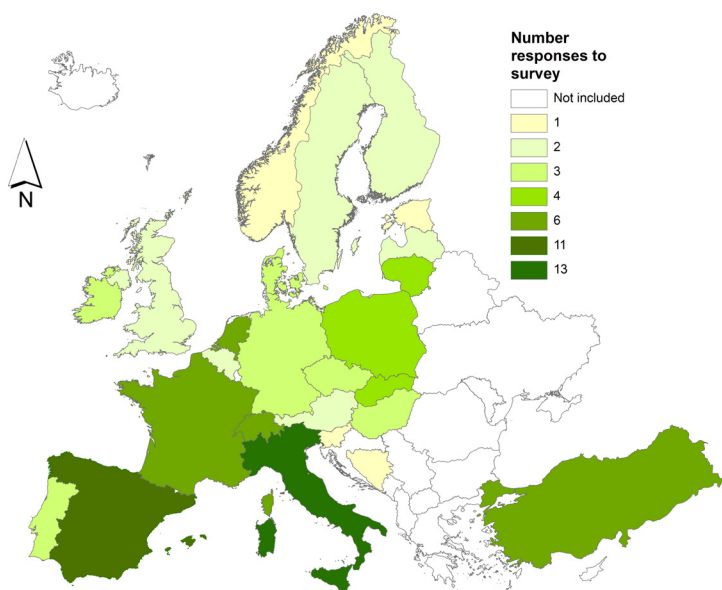 Number
responses to
survey
Not included
1
2
3
4
6
11
13
N